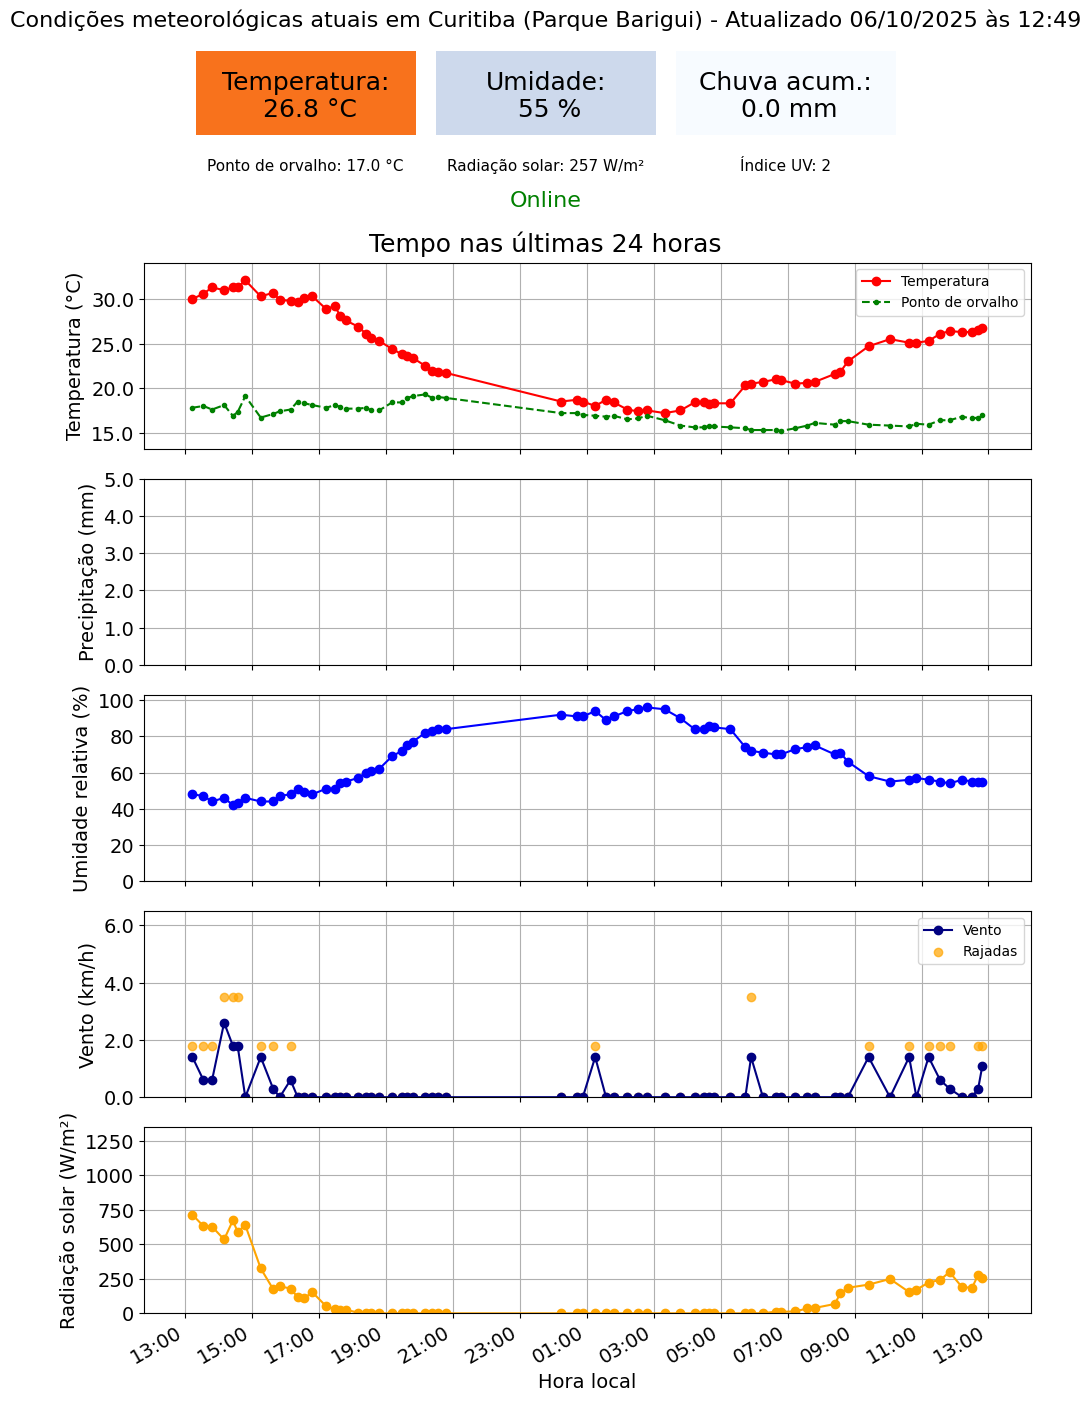 Condições meteorológicas atuais em Curitiba (Parque Barigui) - Atualizado 06/10/2025 às 12:49
Temperatura:
26.8 °C
Umidade:
55 %
Chuva acum.:
0.0 mm
Ponto de orvalho: 17.0 °C
Radiação solar: 257 W/m²
Índice UV: 2
Online
Tempo nas últimas 24 horas
Temperatura (°C)
30.0
25.0
20.0
15.0
Temperatura
Ponto de orvalho
Precipitação (mm)
5.0
4.0
3.0
2.0
1.0
0.0
Umidade relativa (%)
100
80
60
40
20
0
Vento (km/h)
6.0
4.0
2.0
0.0
Vento
Rajadas
Radiação solar (W/m²)
1250
1000
750
500
250
0
13:00
15:00
17:00
19:00
21:00
23:00
01:00
03:00
05:00
07:00
09:00
11:00
13:00
Hora local